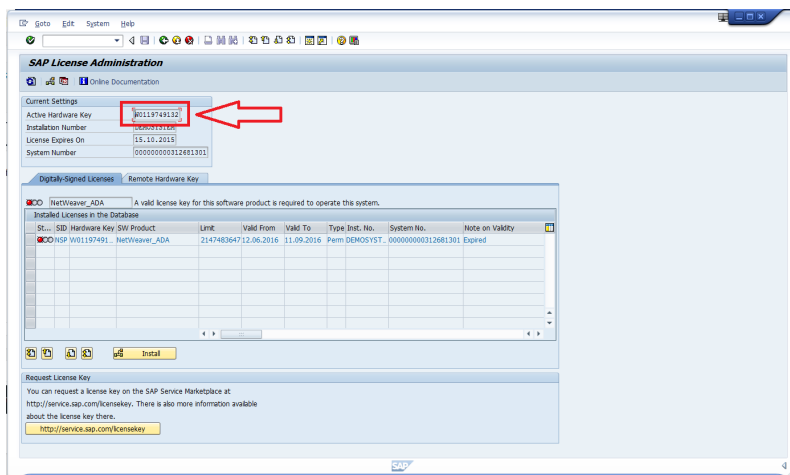 Goto Edit System Help
SAP License Administration
Online Documentation
Current Settings
Active Hardware Key W0119749132
Installation Number DEMOSYSTEM
License Expires On 15.10.2015
System Number 000000000312681301
Digitally-Signed Licenses Remote Hardware Key
NetWeaver_ADA A valid license key for this software product is required to operate this system.
Installed Licenses in the Database
St... SID Hardware Key SW Product Limit Valid From Valid To Type Inst. No. System No. Note on Validity
NSP W01197491.. NetWeaver_ADA 2147483647 12.06.2016 11.09.2016 Perm DEMOSYST.. 000000000312681301 Expired
Install
Request License Key
You can request a license key on the SAP Service Marketplace at
http://service.sap.com/licensekey. There is also more information available
about the license key there.
http://service.sap.com/licensekey
SAP